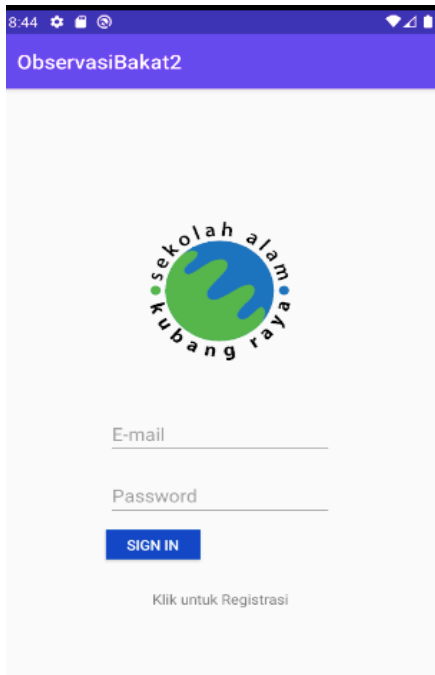 8:44
ObservasiBakat2
sekolah alam
kubang raya
E-mail
Password
SIGN IN
Klik untuk Registrasi